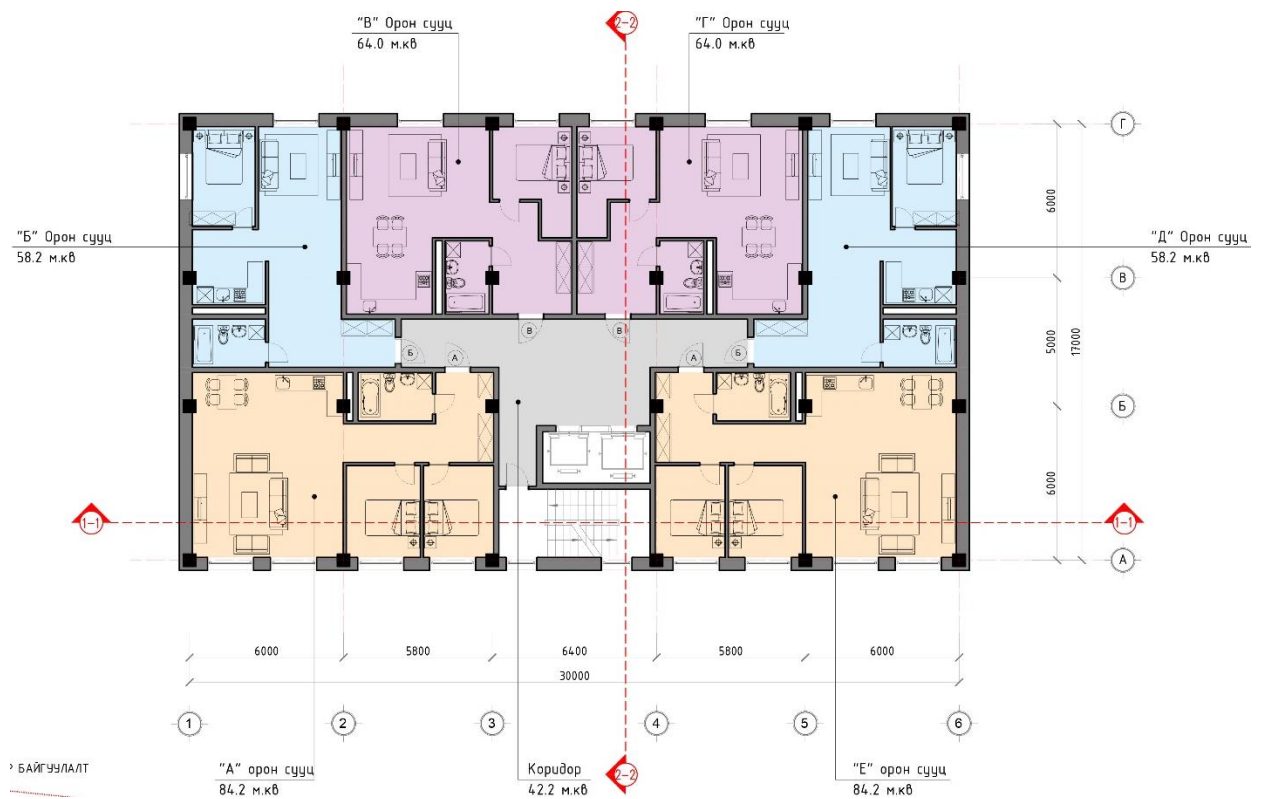 "В" Орон сууц
64.0 м.кв
2-2
"Г" Орон сууц
64.0 м.кв
Г
"Б" Орон сууц
58.2 м.кв
"Д" Орон сууц
58.2 м.кв
6000
В
В
В
Б
А
А
Б
5000
17000
Б
6000
1-1
1-1
А
6000
5800
6400
5800
6000
30000
1
2
3
4
5
6
Р БАЙГУУЛАЛТ
"А" орон сууц
84.2 м.кв
Коридор
42.2 м.кв
2-2
"Е" орон сууц
84.2 м.кв